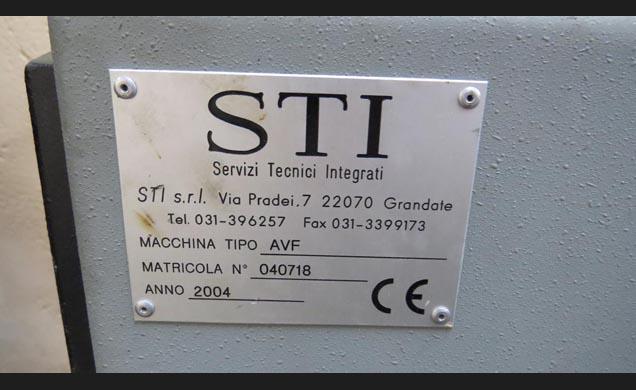 STI
Servizi Tecnici Integrati
STI s.r.l. Via Pradei.7 22070 Grandate
Tel. 031-396257 Fax 031-3399173
MACCHINA TIPO AVF
MATRICOLA N° 040718
ANNO 2004
CE